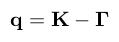 q = K − Γ